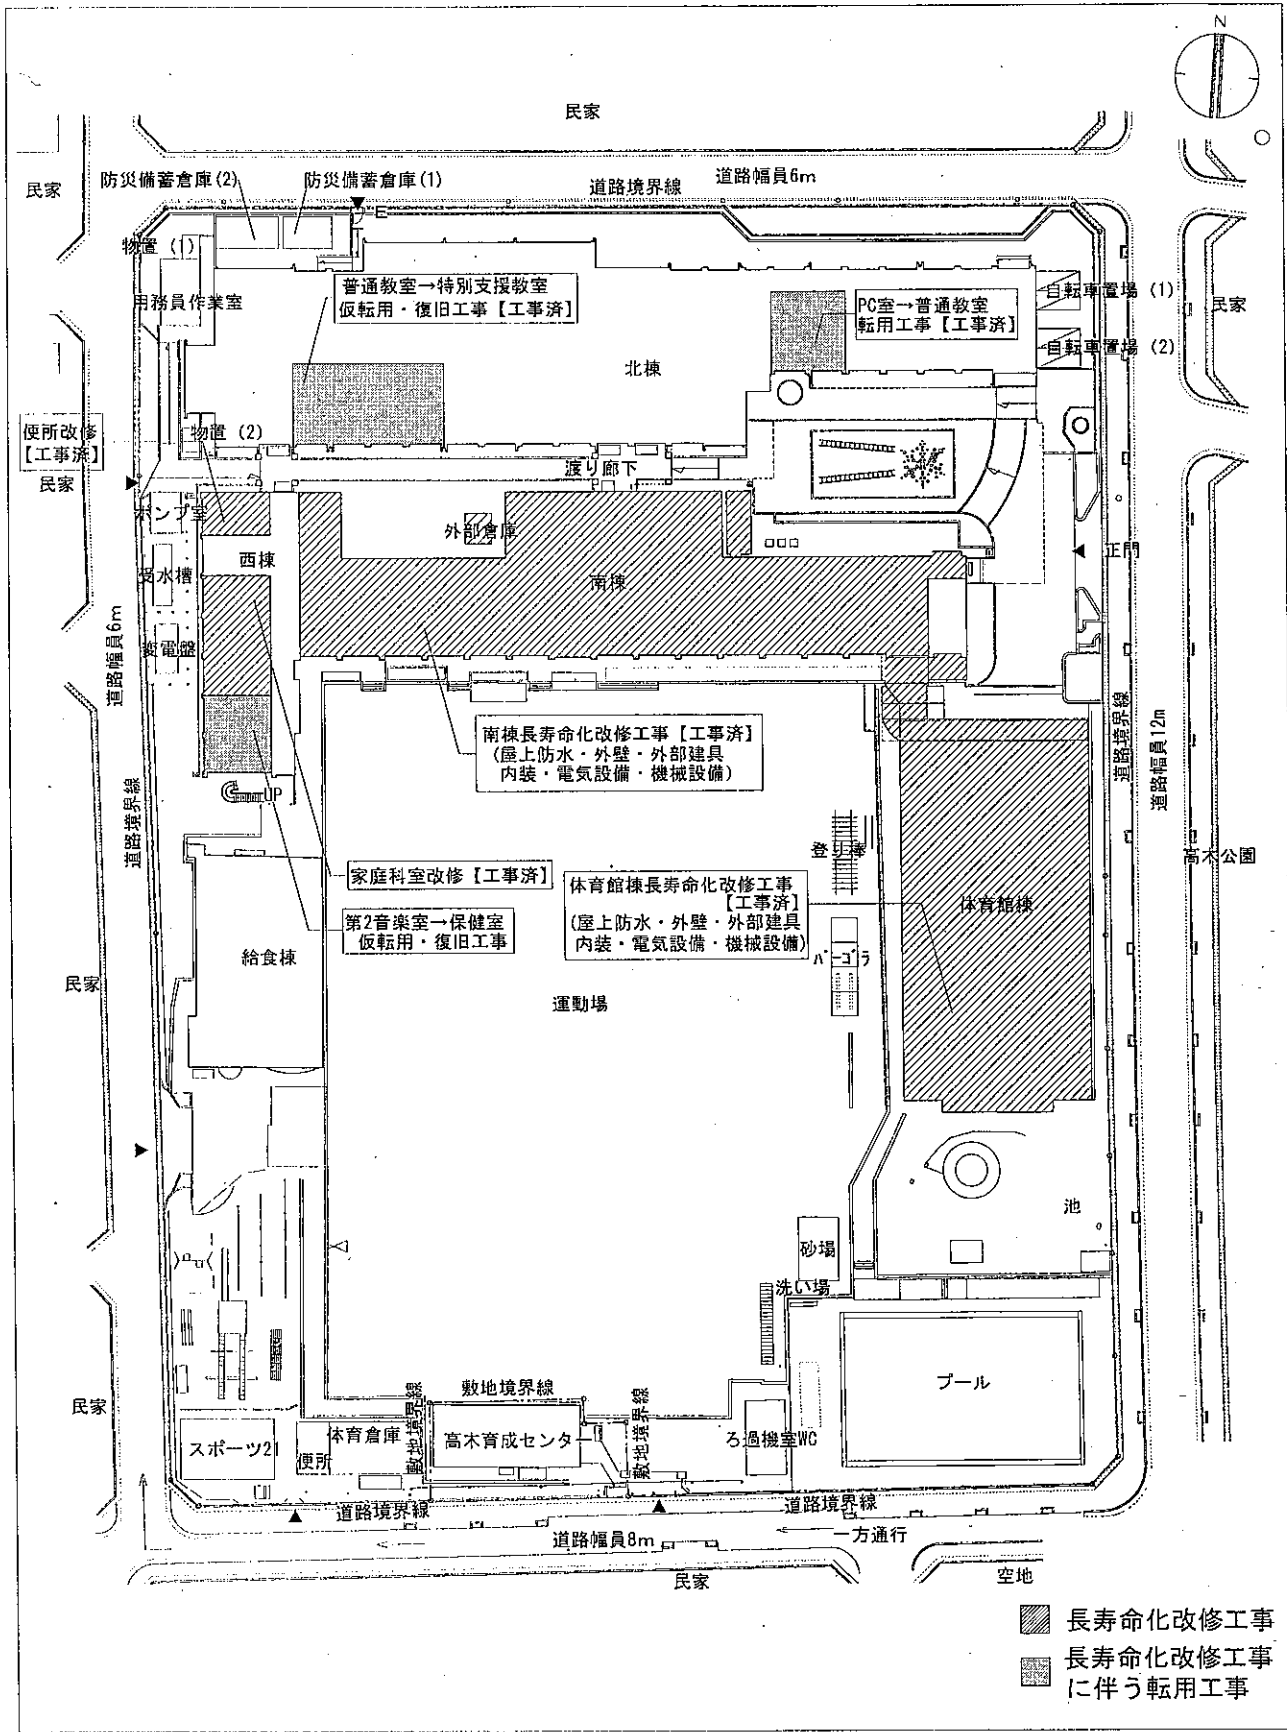 N
民家
民家
防災備蓄倉庫(2)
防災備蓄倉庫(1)
道路境界線
道路幅員6m
E
物置(1)
用務員作業室
普通教室→特別支援教室
仮転用・復旧工事【工事済】
PC室→普通教室
転用工事【工事済】
自転車置場(1)
民家
自転車置場(2)
北棟
便所改修
【工事済】
物置(2)
民家
渡り廊下
ポンプ室
外部倉庫
西棟
受水槽
南棟
正門
変電盤
道路幅員6m
道路境界線
道路幅員12m
南棟長寿命化改修工事【工事済】
(屋上防水・外壁・外部建具
内装・電気設備・機械設備)
UP
道路境界線
登り棒
高木公園
家庭科室改修【工事済】
体育館棟長寿命化改修工事
【工事済】
(屋上防水・外壁・外部建具
内装・電気設備・機械設備)
体育館棟
第2音楽室→保健室
仮転用・復旧工事
給食棟
パーゴラ
民家
運動場
池
砂場
洗い場
プール
敷地境界線
民家
敷地境界線
体育倉庫
高木育成センター
敷地境界線
ろ過機室WC
スポーツ21
便所
道路境界線
道路境界線
道路幅員8m
一方通行
民家
空地
長寿命化改修工事
長寿命化改修工事
に伴う転用工事